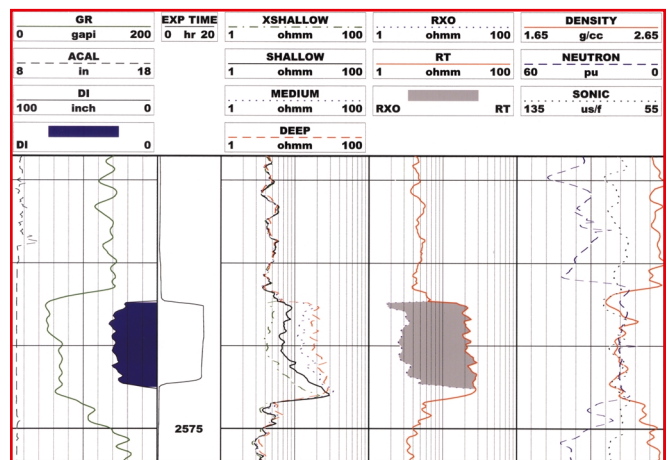 GR
0 gapi 200
ACAL
8 in 18
DI
100 inch 0
DI 0
EXP TIME
0 hr 20
XSHALLOW
1 ohmm 100
SHALLOW
1 ohmm 100
MEDIUM
1 ohmm 100
DEEP
1 ohmm 100
RXO
1 ohmm 100
RT
1 ohmm 100
RXO RT
DENSITY
1.65 g/cc 2.65
NEUTRON
60 pu 0
SONIC
135 us/f 55
2575